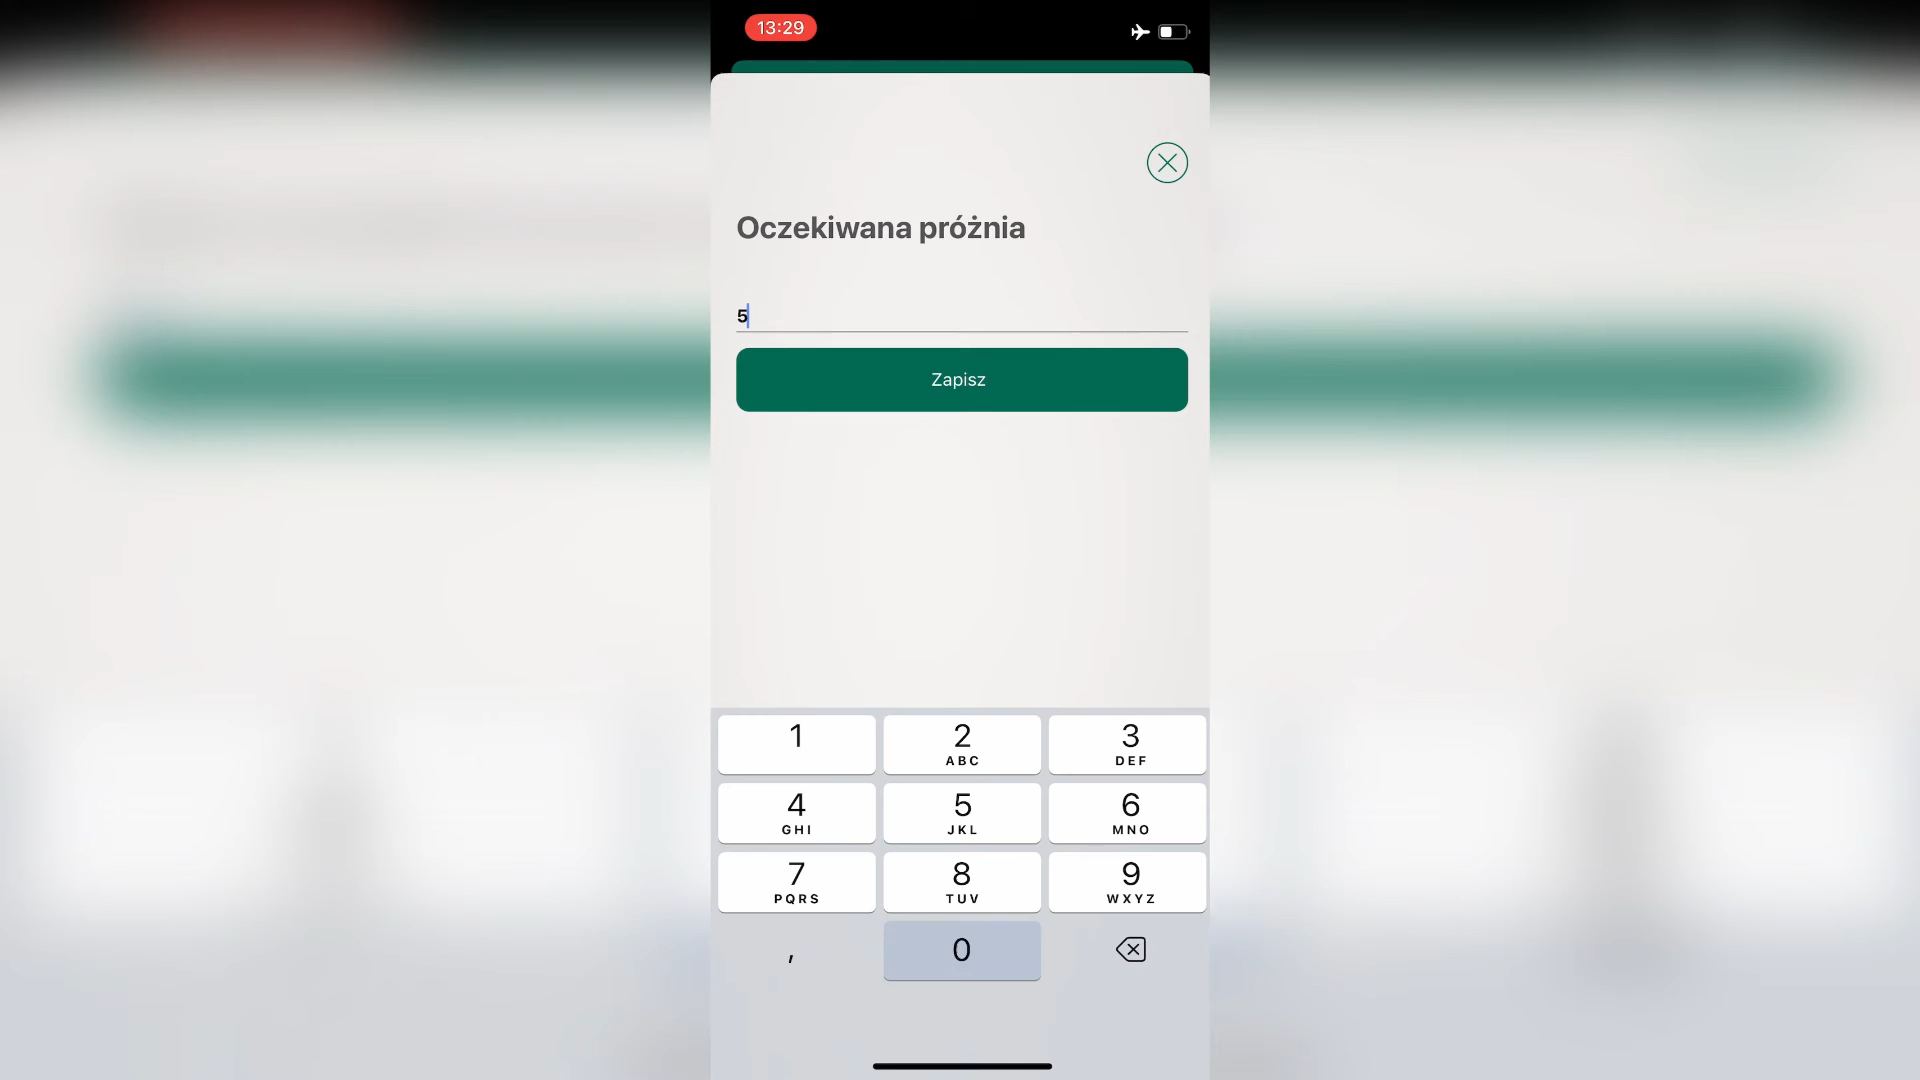 13:29
Oczekiwana próżnia
5
Zapisz
1
2
ABC
3
DEF
4
GHI
5
JKL
6
MNO
7
PQRS
8
TUV
9
WXYZ
,
0